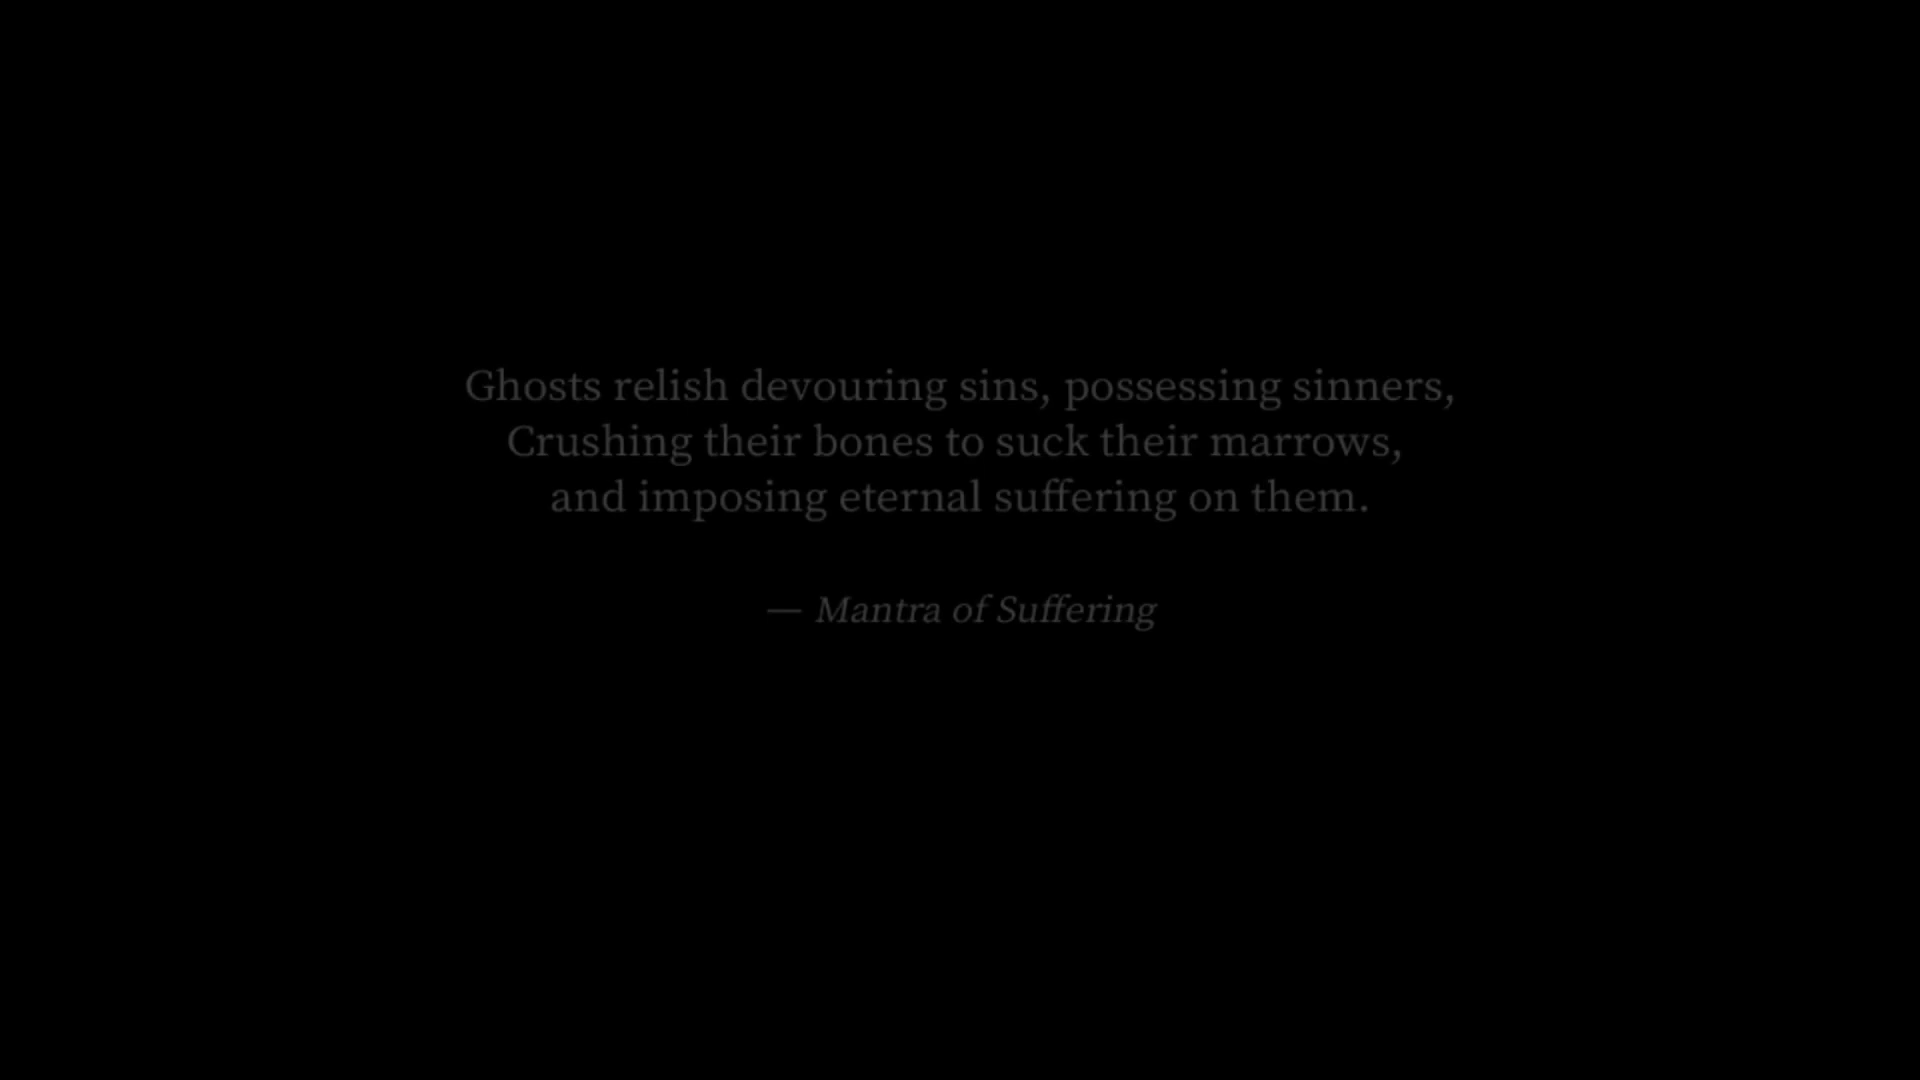 Ghosts relish devouring sins, possessing sinners,
Crushing their bones to suck their marrows,
and imposing eternal suffering on them.
— Mantra of Suffering